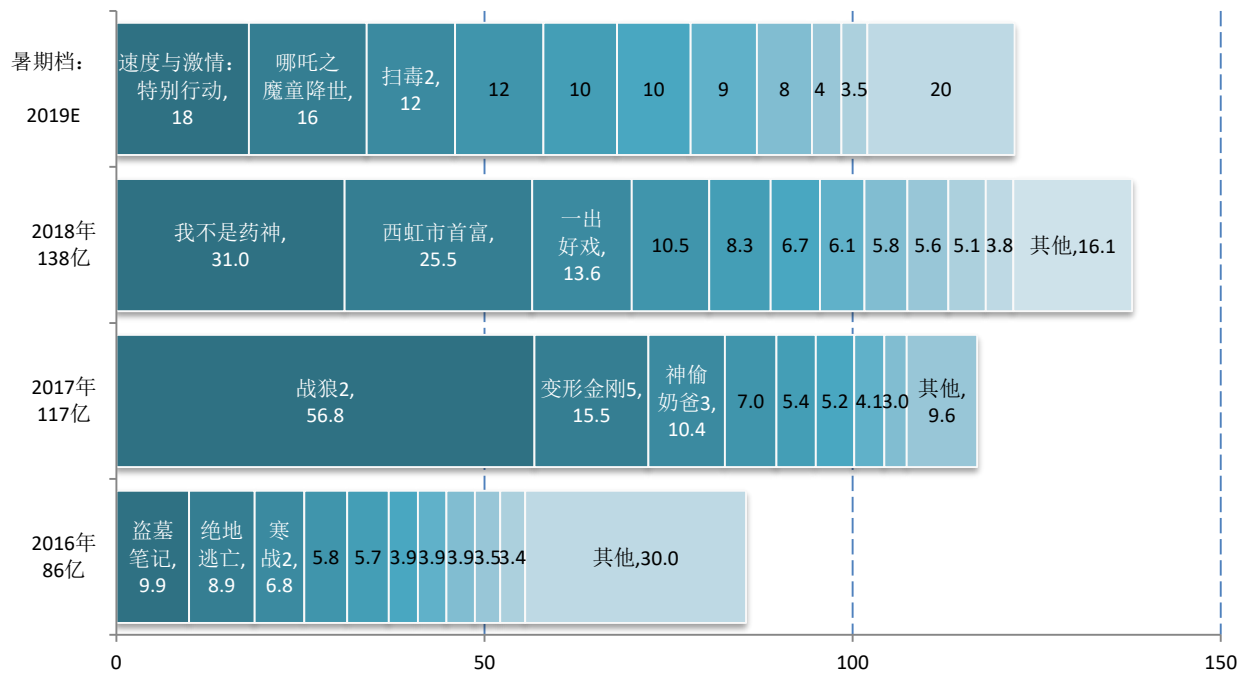 暑期档：
2019E
速度与激情：
特别行动,
18
哪吒之
魔童降世,
16
扫毒2,
12
12
10
10
9
8
4
3.5
20
2018年
138亿
我不是药神,
31.0
西虹市首富,
25.5
一出
好戏,
13.6
10.5
8.3
6.7
6.1
5.8
5.6
5.1
3.8
其他,16.1
2017年
117亿
战狼2,
56.8
变形金刚5,
15.5
神偷
奶爸3,
10.4
7.0
5.4
5.2
4.1
3.0
其他,
9.6
2016年
86亿
盗墓
笔记,
9.9
绝地
逃亡,
8.9
寒
战2,
6.8
5.8
5.7
3.9
3.9
3.9
3.5
3.4
其他,30.0
0
50
100
150